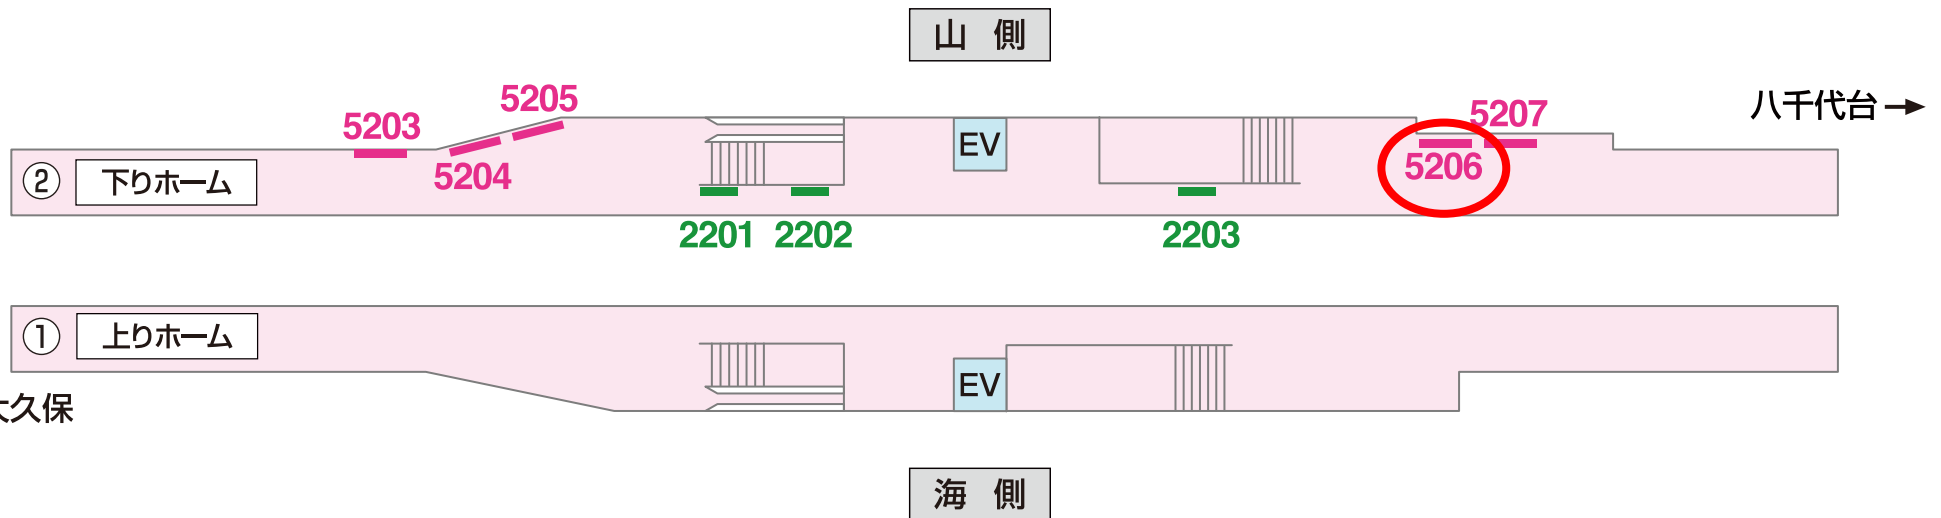 山 側
八千代台
5205
5203
5207
5204
5206
EV
② 下りホーム
2201
2202
2203
① 上りホーム
EV
久保
海 側